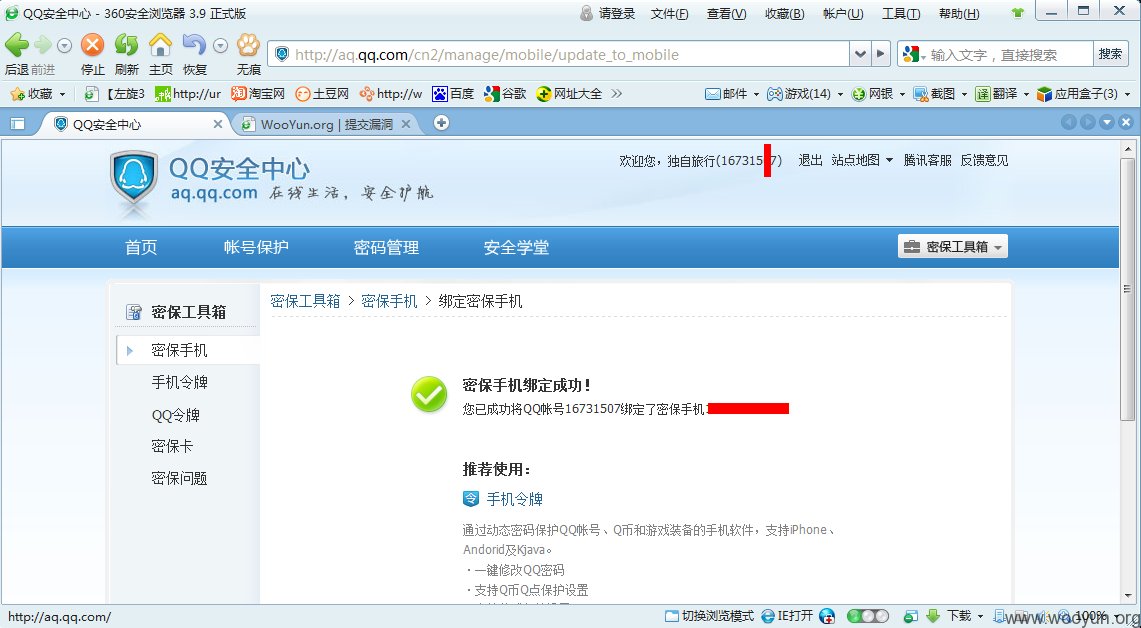 QQ安全中心 - 360安全浏览器 3.9 正式版
请登录 文件(F) 查看(V) 收藏(B) 帐户(U) 工具(T) 帮助(H)
http://aq.qq.com/cn2/manage/mobile/update_to_mobile
输入文字，直接搜索 搜索
后退 前进 停止 刷新 主页 恢复 无痕
收藏 【左旋3 http://ur 淘宝网 土豆网 http://w 百度 谷歌 网址大全 邮件 游戏(14) 网银 截图 翻译 应用盒子(3)
QQ安全中心 WooYun.org | 提交漏洞
QQ安全中心
aq.qq.com 在线生活，安全护航
欢迎您，独自旅行(167315 7) 退出 站点地图 腾讯客服 反馈意见
首页 帐号保护 密码管理 安全学堂 密保工具箱
密保工具箱
密保手机
手机令牌
QQ令牌
密保卡
密保问题
密保工具箱 > 密保手机 > 绑定密保手机
密保手机绑定成功！
您已成功将QQ帐号16731507绑定了密保手机
推荐使用：
令 手机令牌
通过动态密码保护QQ帐号、Q币和游戏装备的手机软件，支持iPhone、
Andorid及Kjava。
·一键修改QQ密码
·支持Q币Q点保护设置
http://aq.qq.com/ 切换浏览模式 IE打开 下载 100%
www.wooyun.org